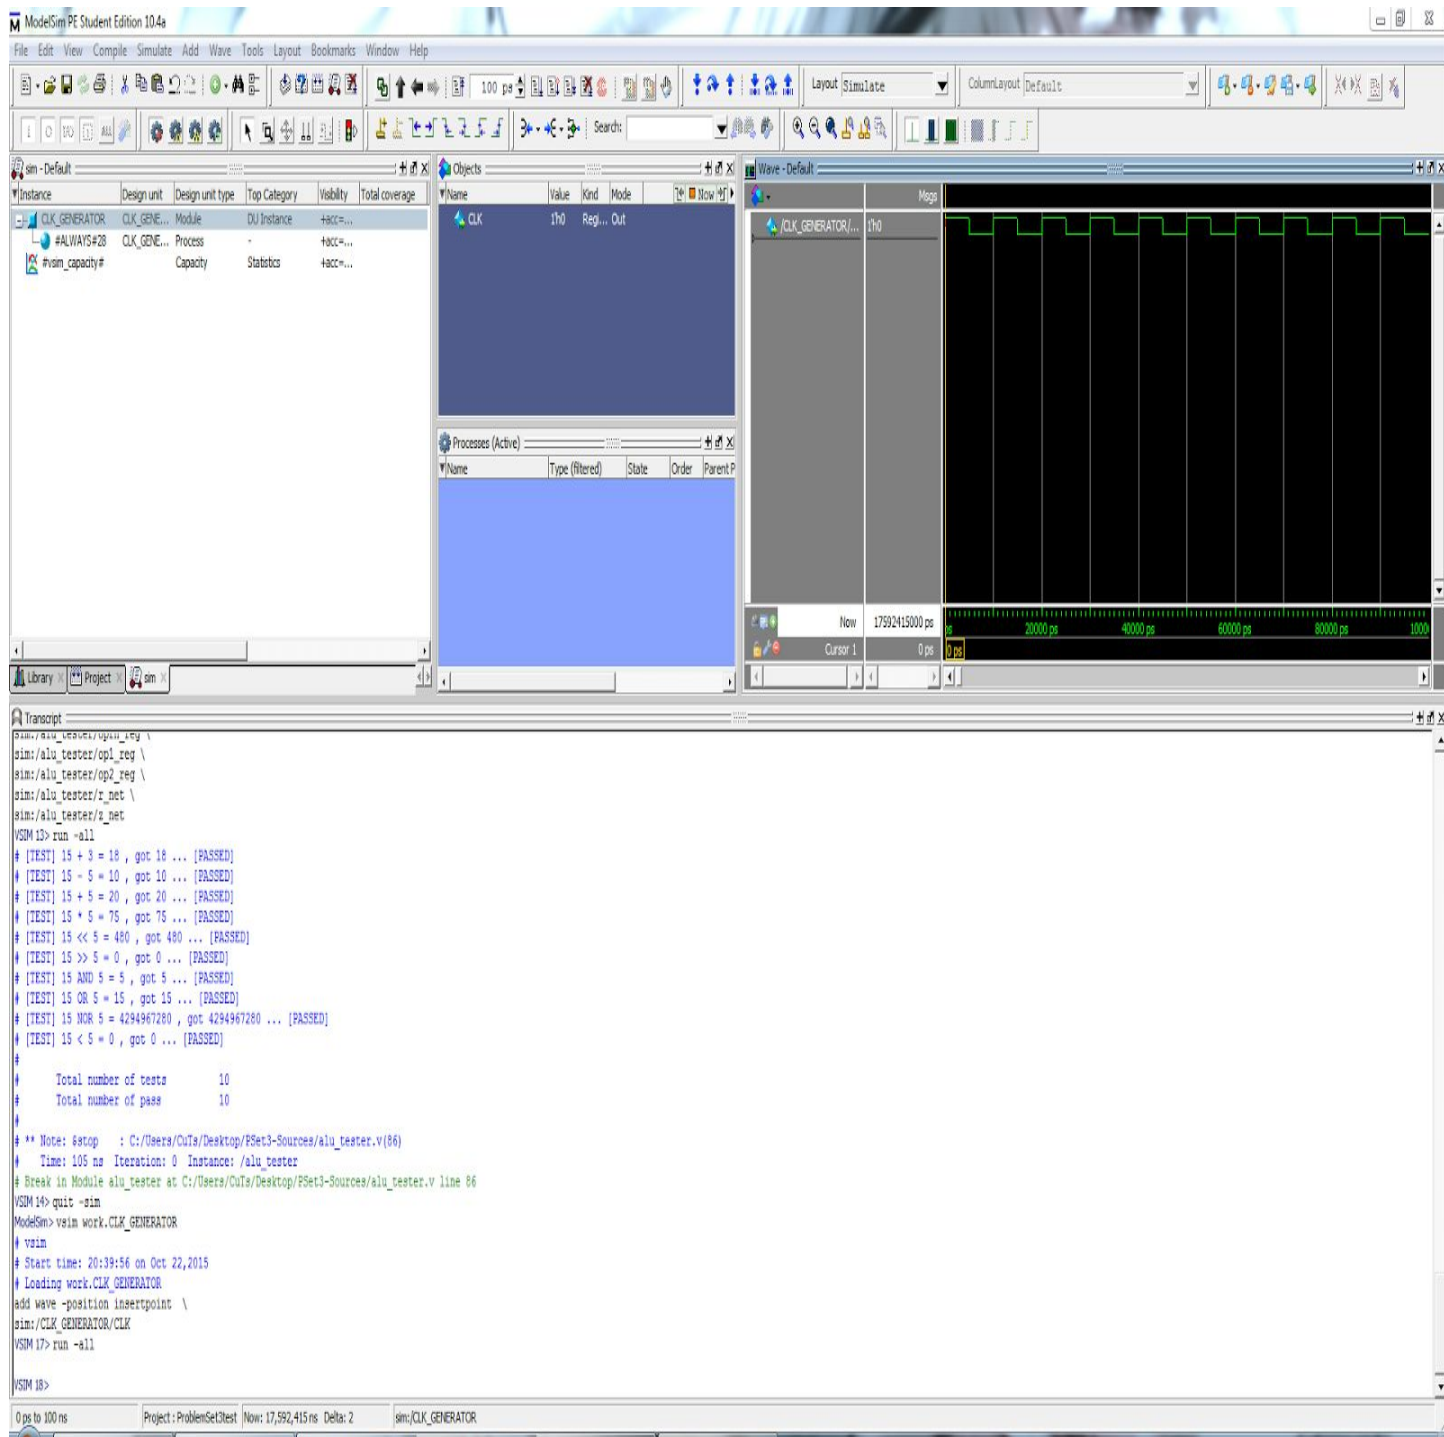 ModelSim PE Student Edition 10.4a
File Edit View Compile Simulate Add Wave Tools Layout Bookmarks Window Help
100 ps
Layout Simulate
ColumnLayout Default
Search:
sim - Default
Instance Design unit Design unit type Top Category Visibility Total coverage
CLK_GENERATOR CLK_GENE... Module DU Instance +acc=...
#ALWAYS#28 CLK_GENE... Process - +acc=...
#vsim_capacity# Capacity Statistics +acc=...
Library Project sim
Objects
Name Value Kind Mode Now
CLK 1'h0 Regi... Out
Processes (Active)
Name Type (filtered) State Order Parent P
Wave - Default
Msgs
/CLK_GENERATOR/... 1'h0
Now 17592415000 ps
ps 20000 ps 40000 ps 60000 ps 80000 ps 1000
Cursor 1 0 ps 0 ps
Transcript
sim:/alu_tester/oprn_reg \
sim:/alu_tester/op1_reg \
sim:/alu_tester/op2_reg \
sim:/alu_tester/r_net \
sim:/alu_tester/z_net
VSIM 13> run -all
# [TEST] 15 + 3 = 18 , got 18 ... [PASSED]
# [TEST] 15 - 5 = 10 , got 10 ... [PASSED]
# [TEST] 15 + 5 = 20 , got 20 ... [PASSED]
# [TEST] 15 * 5 = 75 , got 75 ... [PASSED]
# [TEST] 15 << 5 = 480 , got 480 ... [PASSED]
# [TEST] 15 >> 5 = 0 , got 0 ... [PASSED]
# [TEST] 15 AND 5 = 5 , got 5 ... [PASSED]
# [TEST] 15 OR 5 = 15 , got 15 ... [PASSED]
# [TEST] 15 NOR 5 = 4294967280 , got 4294967280 ... [PASSED]
# [TEST] 15 < 5 = 0 , got 0 ... [PASSED]
#
# Total number of tests 10
# Total number of pass 10
#
# ** Note: $stop : C:/Users/CuTs/Desktop/PSet3-Sources/alu_tester.v(86)
# Time: 105 ns Iteration: 0 Instance: /alu_tester
# Break in Module alu_tester at C:/Users/CuTs/Desktop/PSet3-Sources/alu_tester.v line 86
VSIM 14> quit -sim
ModelSim> vsim work.CLK_GENERATOR
# vsim
# Start time: 20:39:56 on Oct 22,2015
# Loading work.CLK_GENERATOR
add wave -position insertpoint \
sim:/CLK_GENERATOR/CLK
VSIM 17> run -all
VSIM 18>
0 ps to 100 ns Project : ProblemSet3test Now: 17,592,415 ns Delta: 2 sim:/CLK_GENERATOR